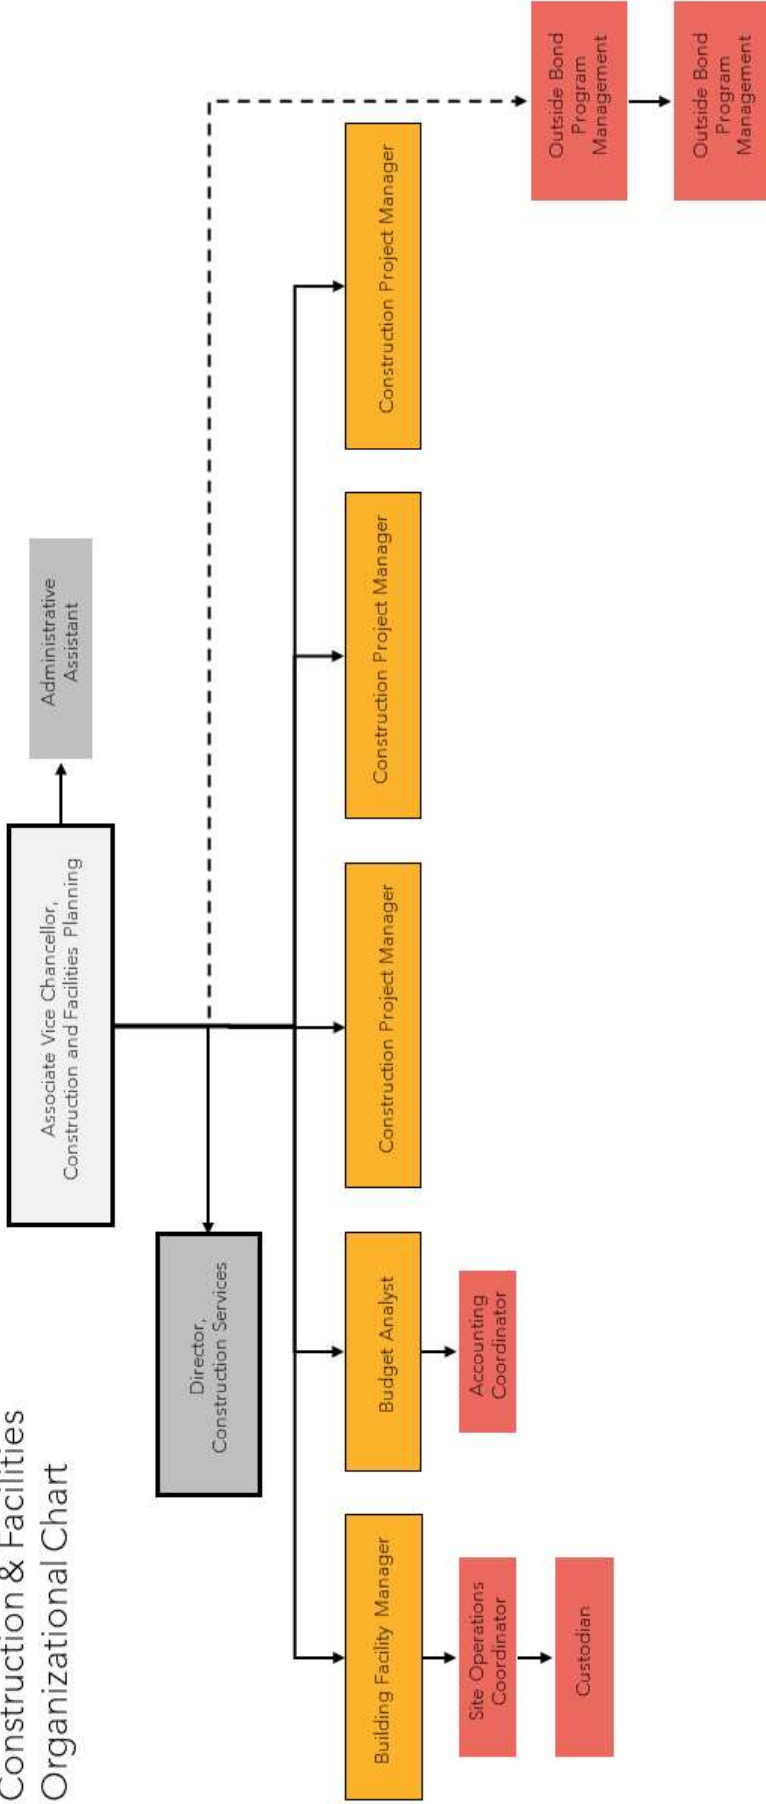 Construction & Facilities
Organizational Chart
Associate Vice Chancellor,
Construction and Facilities Planning
Administrative
Assistant
Director,
Construction Services
Building Facility Manager
Budget Analyst
Construction Project Manager
Construction Project Manager
Construction Project Manager
Site Operations
Coordinator
Accounting
Coordinator
Custodian
Outside Bond
Program
Management
Outside Bond
Program
Management